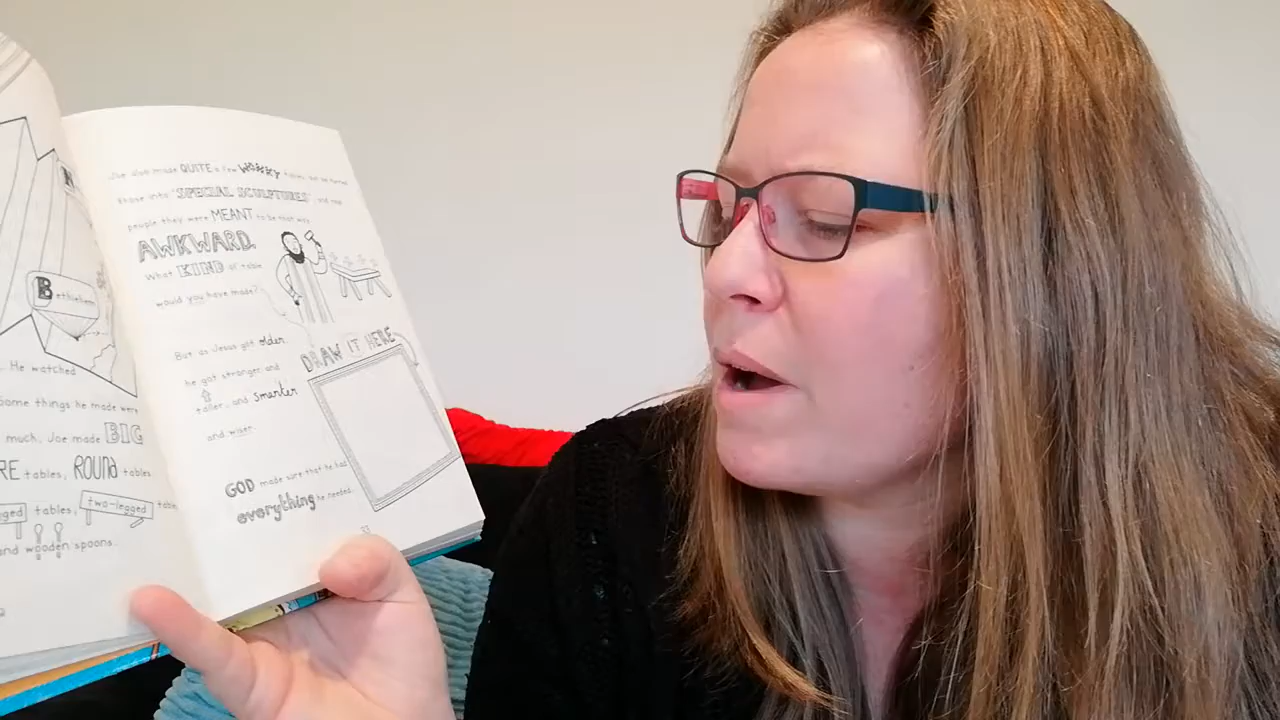 Bethlehem
. He watched
Some things he made were
much, Joe made BIG
RE tables, ROUND tables
gged tables, two-legged table
and wooden spoons.
Joe also made QUITE a few WONKY tables, but he turned
those into 'SPECIAL SCULPTURES', and told
people they were MEANT to be that way.
AWKWARD.
What KIND of table
would you have made?
DRAW IT HERE
But as Jesus got older,
he got stronger and
taller, and smarter
and wiser.
GOD made sure that he had
everything he needed.